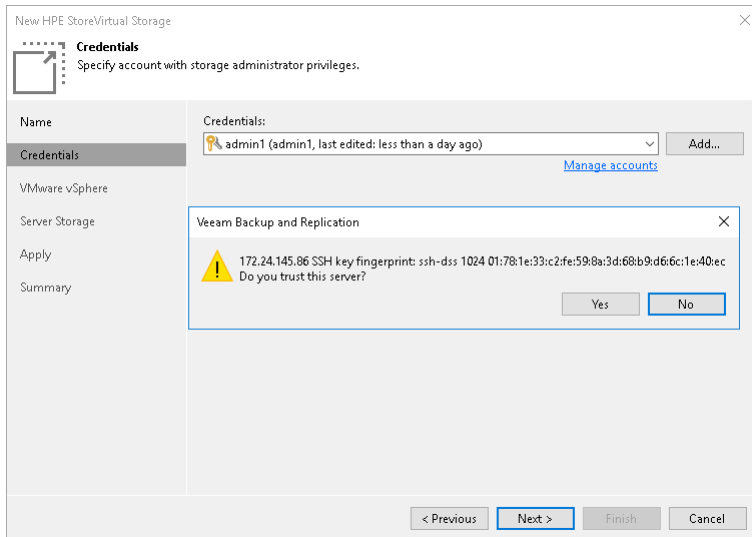 New HPE StoreVirtual Storage
Credentials
Specify account with storage administrator privileges.
Name
Credentials
VMware vSphere
Server Storage
Apply
Summary
Credentials:
admin1 (admin1, last edited: less than a day ago)
Add...
Manage accounts
Veeam Backup and Replication
172.24.145.86 SSH key fingerprint: ssh-dss 1024 01:78:1e:33:c2:fe:59:8a:3d:68:b9:d6:6c:1e:40:ec
Do you trust this server?
Yes
No
< Previous
Next >
Finish
Cancel